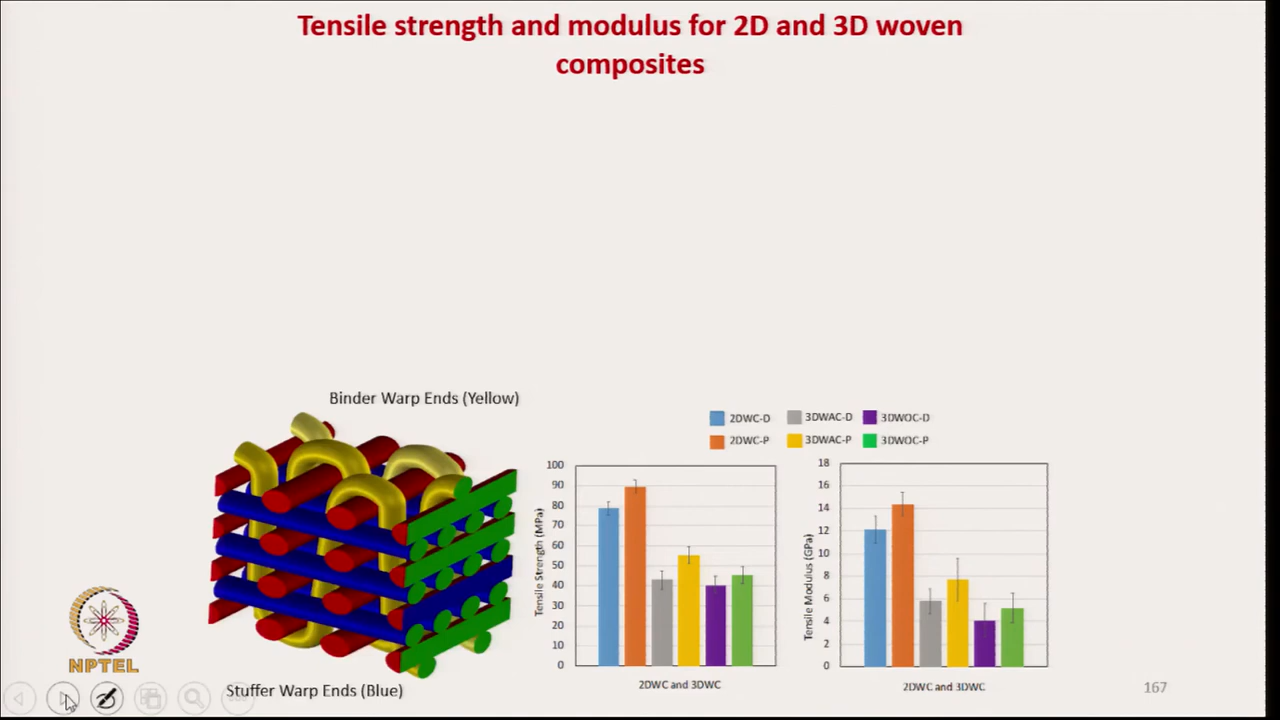 Tensile strength and modulus for 2D and 3D woven
composites
Binder Warp Ends (Yellow)
2DWC-D 3DWAC-D 3DWOC-D
2DWC-P 3DWAC-P 3DWOC-P
Tensile Strength (MPa)
100
90
80
70
60
50
40
30
20
10
0
2DWC and 3DWC
Tensile Modulus (GPa)
18
16
14
12
10
8
6
4
2
0
2DWC and 3DWC
NPTEL
Stuffer Warp Ends (Blue)
167